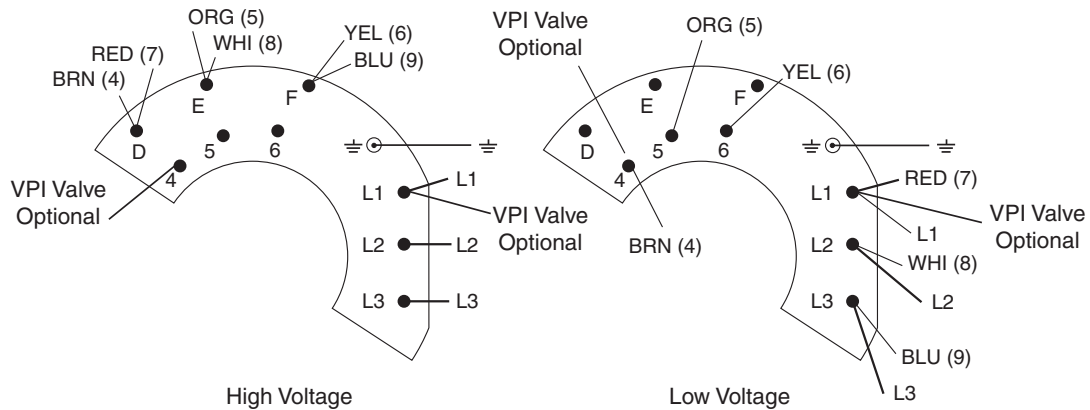 ORG (5)
WHI (8)
RED (7)
BRN (4)
YEL (6)
BLU (9)
E
F
D
5
6
4
VPI Valve
Optional
L1
L1
VPI Valve
Optional
L2
L2
L3
L3
High Voltage
VPI Valve
Optional
ORG (5)
YEL (6)
E
F
D
5
6
4
BRN (4)
L1
RED (7)
VPI Valve
Optional
L1
L2
WHI (8)
L2
L3
BLU (9)
L3
Low Voltage